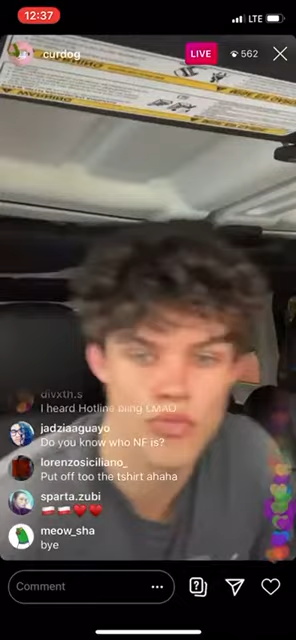 12:37
LTE
curdog
LIVE
562
divxth.s
I heard Hotline bling LMAO
jadziaaguayo
Do you know who NF is?
lorenzosiciliano_
Put off too the tshirt ahaha
sparta.zubi
🇵🇱🇵🇱❤️❤️
meow_sha
bye
Comment